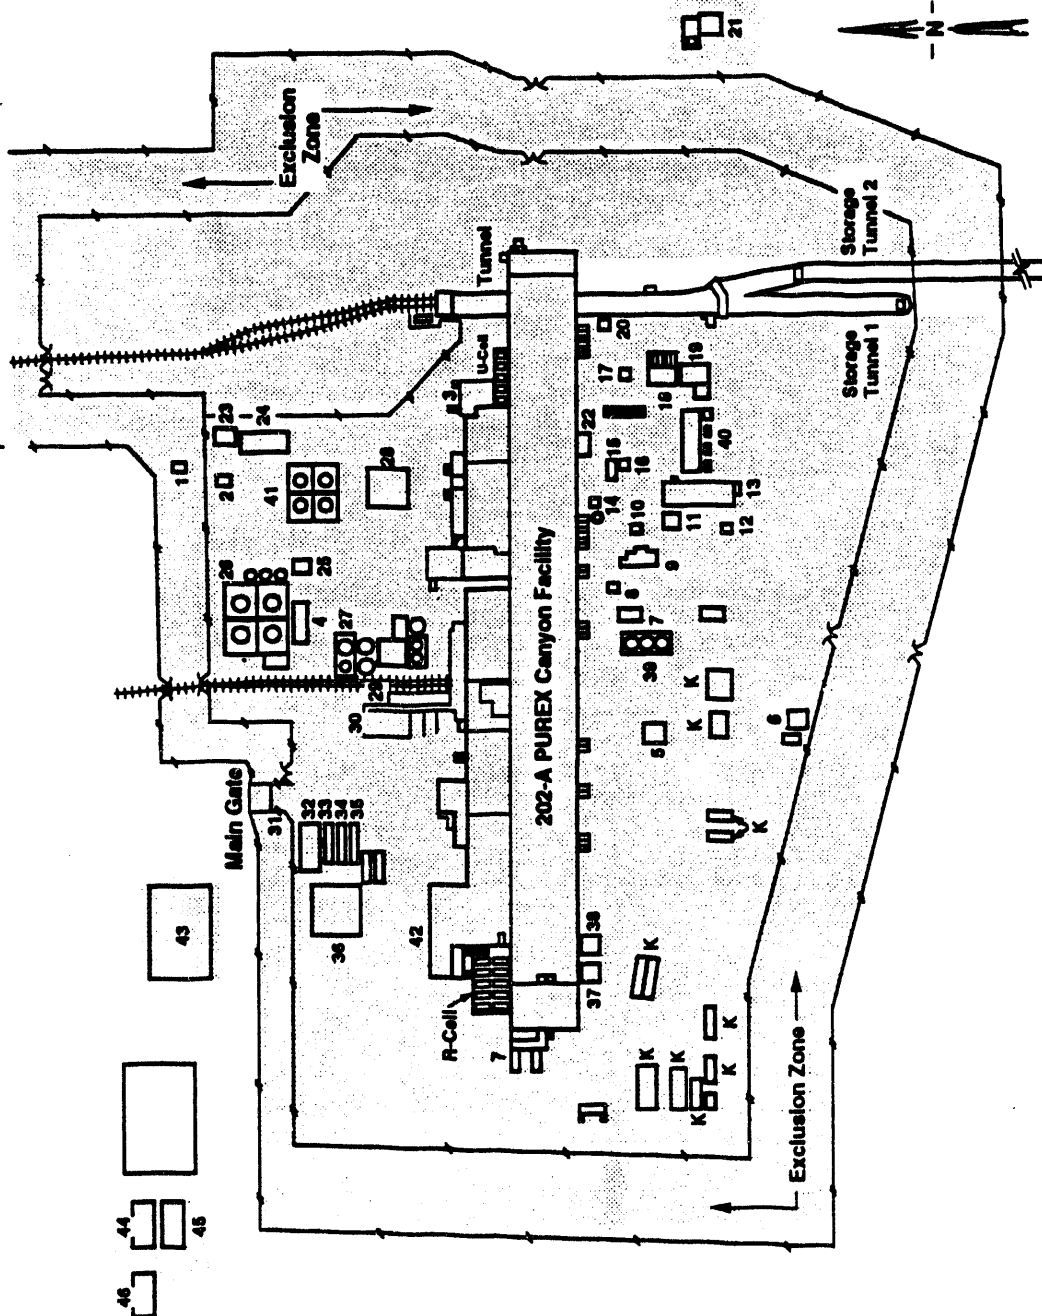 46
44
45
43
1
Main Gate
31
2
23
24
26
41
Exclusion
Zone
32
33
34
35
4
25
36
27
30
29
28
42
R-Cell
3
U-Cell
Tunnel
7
202-A PUREX Canyon Facility
37
38
22
14
15
17
20
8
10
16
K
5
39
7
9
18
19
K
K
K
11
40
K
K
K
K
K
12
13
6
Exclusion Zone
Storage
Tunnel 1
Storage
Tunnel 2
21
N